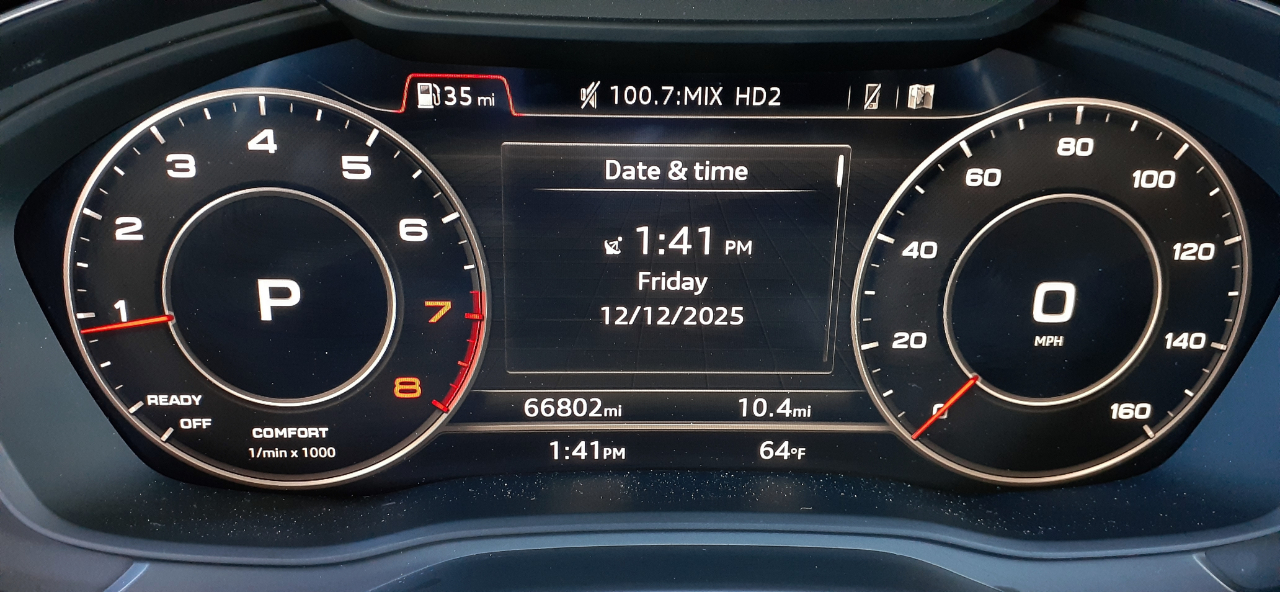 35 mi
100.7:MIX HD2
Date & time
1:41 PM
Friday
12/12/2025
66802mi
10.4mi
1:41PM
64°F
1
2
3
4
5
6
7
8
P
READY
OFF
COMFORT
1/min x 1000
0
20
40
60
80
100
120
140
160
0
MPH